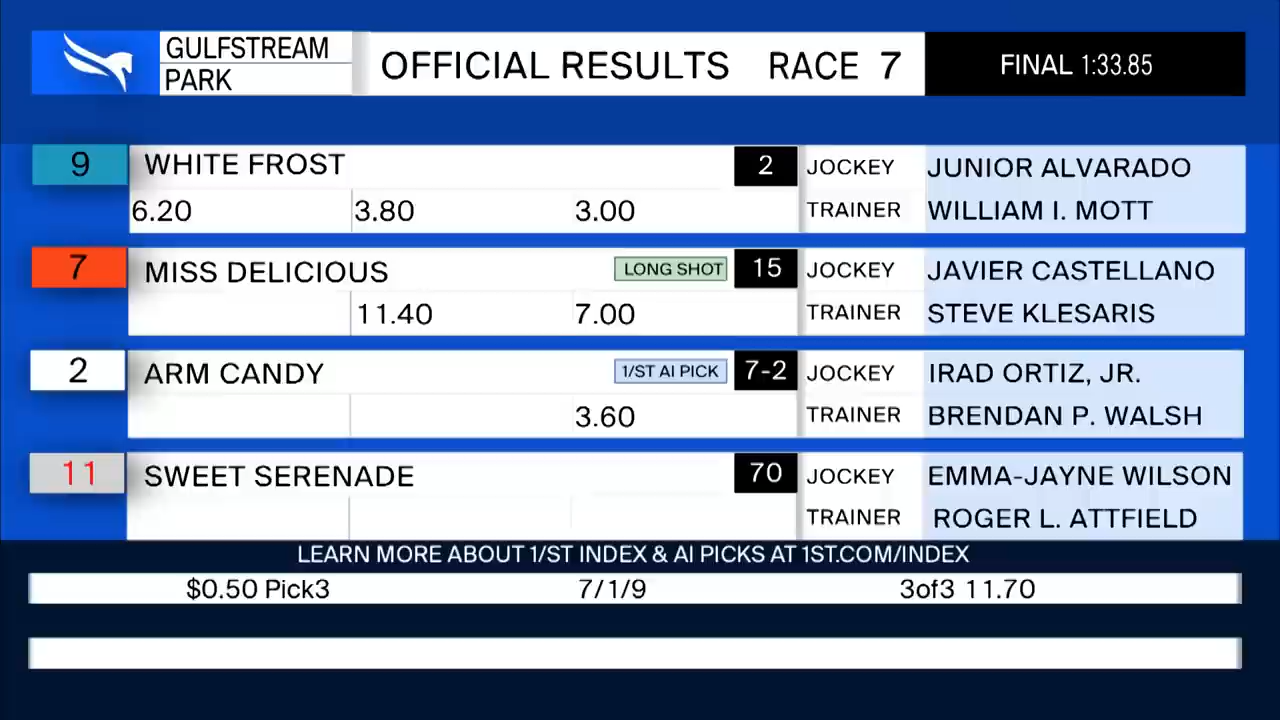 GULFSTREAM
PARK
OFFICIAL RESULTS RACE 7
FINAL 1:33.85
9 WHITE FROST 2 JOCKEY JUNIOR ALVARADO
6.20 3.80 3.00 TRAINER WILLIAM I. MOTT
7 MISS DELICIOUS LONG SHOT 15 JOCKEY JAVIER CASTELLANO
11.40 7.00 TRAINER STEVE KLESARIS
2 ARM CANDY 1/ST AI PICK 7-2 JOCKEY IRAD ORTIZ, JR.
3.60 TRAINER BRENDAN P. WALSH
11 SWEET SERENADE 70 JOCKEY EMMA-JAYNE WILSON
TRAINER ROGER L. ATTFIELD
LEARN MORE ABOUT 1/ST INDEX & AI PICKS AT 1ST.COM/INDEX
$0.50 Pick3 7/1/9 3of3 11.70